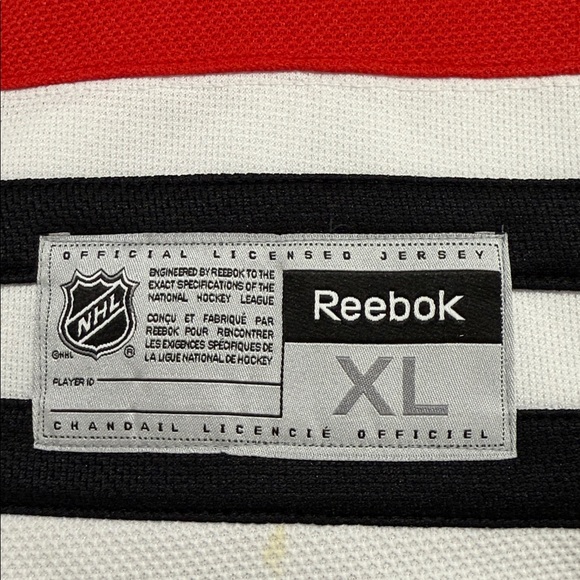 OFFICIAL LICENSED JERSEY
NHL
®
©NHL
ENGINEERED BY REEBOK TO THE
EXACT SPECIFICATIONS OF THE
NATIONAL HOCKEY LEAGUE
CONÇU ET FABRIQUÉ PAR
REEBOK POUR RENCONTRER
LES EXIGENCES SPÉCIFIQUES DE
LA LIGUE NATIONALE DE HOCKEY
PLAYER ID
Reebok
XL
CHANDAIL LICENCIÉ OFFICIEL